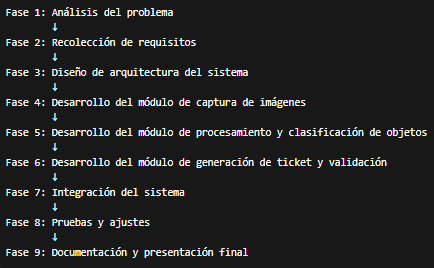 Fase 1: Análisis del problema
↓
Fase 2: Recolección de requisitos
↓
Fase 3: Diseño de arquitectura del sistema
↓
Fase 4: Desarrollo del módulo de captura de imágenes
↓
Fase 5: Desarrollo del módulo de procesamiento y clasificación de objetos
↓
Fase 6: Desarrollo del módulo de generación de ticket y validación
↓
Fase 7: Integración del sistema
↓
Fase 8: Pruebas y ajustes
↓
Fase 9: Documentación y presentación final